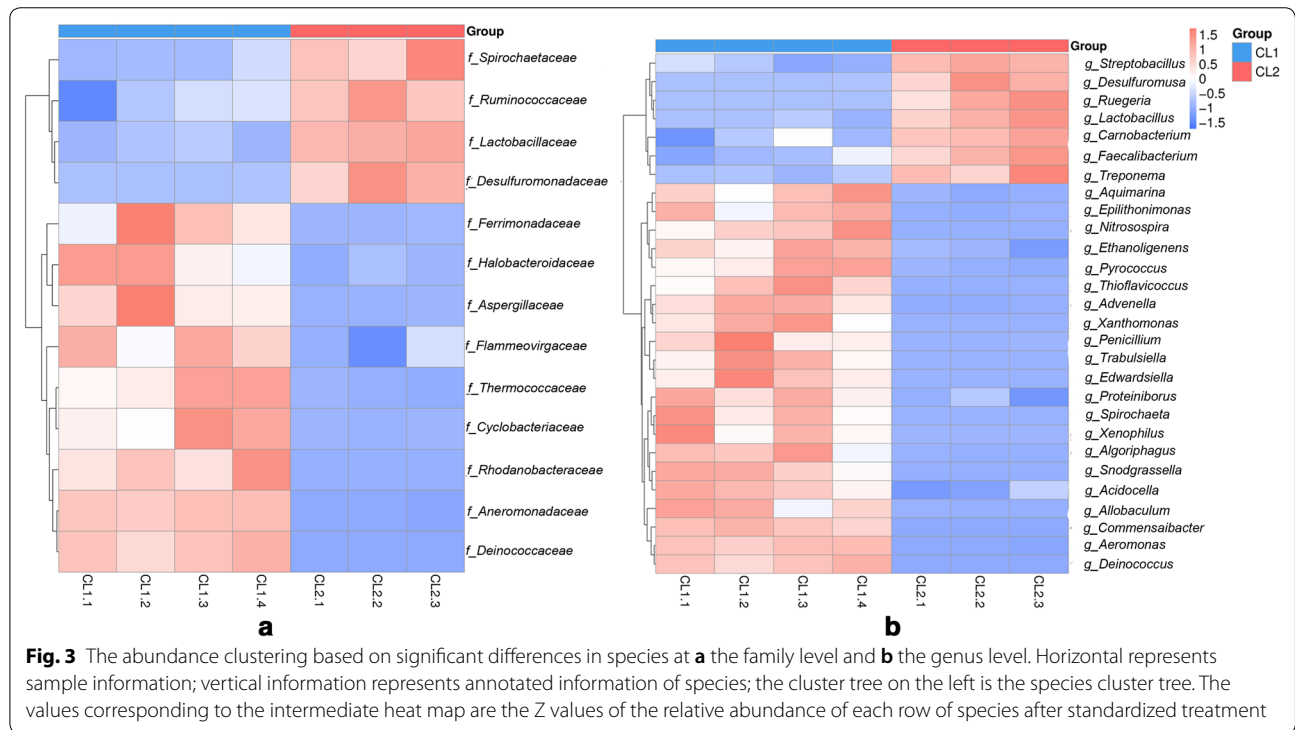 Group
f_Spirochaetaceae
f_Ruminococcaceae
f_Lactobacillaceae
f_Desulfuromonadaceae
f_Ferrimonadaceae
f_Halobacteroidaceae
f_Aspergillaceae
f_Flammeovirgaceae
f_Thermococcaceae
f_Cyclobacteriaceae
f_Rhodanobacteraceae
f_Aneromonadaceae
f_Deinococcaceae
CL1.1
CL1.2
CL1.3
CL1.4
CL2.1
CL2.2
CL2.3
a
Group
g_Streptobacillus
g_Desulfuromusa
g_Ruegeria
g_Lactobacillus
g_Carnobacterium
g_Faecalibacterium
g_Treponema
g_Aquimarina
g_Epilithonimonas
g_Nitrosospira
g_Ethanoligenens
g_Pyrococcus
g_Thioflavicoccus
g_Advenella
g_Xanthomonas
g_Penicillium
g_Trabulsiella
g_Edwardsiella
g_Proteiniborus
g_Spirochaeta
g_Xenophilus
g_Algoriphagus
g_Snodgrassella
g_Acidocella
g_Allobaculum
g_Commensaibacter
g_Aeromonas
g_Deinococcus
CL1.1
CL1.2
CL1.3
CL1.4
CL2.1
CL2.2
CL2.3
b
1.5
0.5
0
−0.5
−1
−1.5
Group
CL1
CL2
Fig. 3 The abundance clustering based on significant differences in species at a the family level and b the genus level. Horizontal represents
sample information; vertical information represents annotated information of species; the cluster tree on the left is the species cluster tree. The
values corresponding to the intermediate heat map are the Z values of the relative abundance of each row of species after standardized treatment